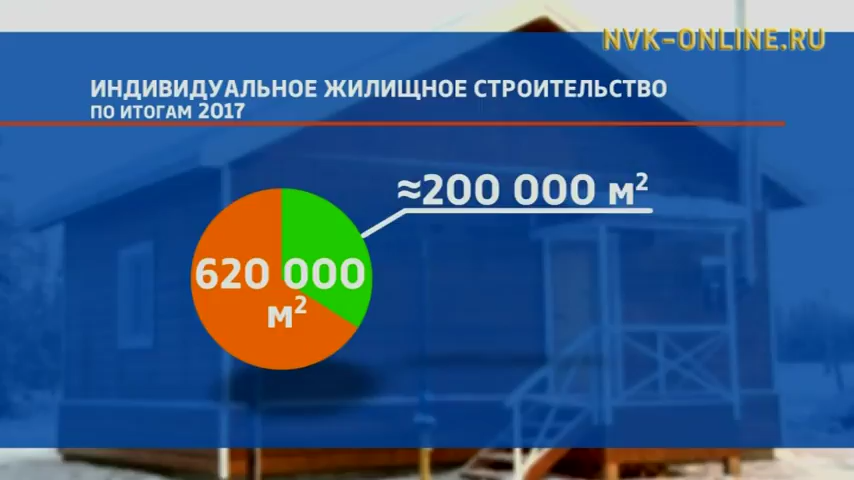 NVK-ONLINE.RU
ИНДИВИДУАЛЬНОЕ ЖИЛИЩНОЕ СТРОИТЕЛЬСТВО
ПО ИТОГАМ 2017
≈200 000 м²
620 000
м²